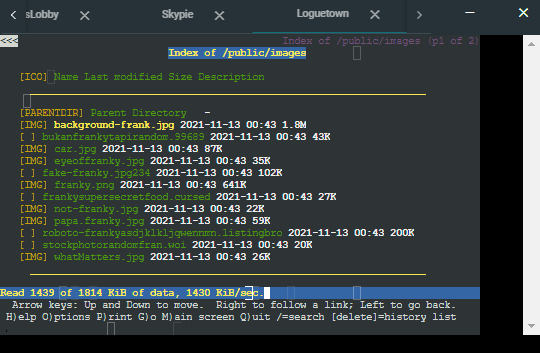 sLobby Skypie Loguetown
<<< Index of /public/images (p1 of 2)
Index of /public/images
[ICO] Name Last modified Size Description
[PARENTDIR] Parent Directory -
[IMG] background-frank.jpg 2021-11-13 00:43 1.8M
[ ] bukanfrankytapirandom.99689 2021-11-13 00:43 43K
[IMG] car.jpg 2021-11-13 00:43 87K
[IMG] eyeoffranky.jpg 2021-11-13 00:43 35K
[ ] fake-franky.jpg234 2021-11-13 00:43 102K
[IMG] franky.png 2021-11-13 00:43 641K
[ ] frankysupersecretfood.cursed 2021-11-13 00:43 27K
[IMG] not-franky.jpg 2021-11-13 00:43 22K
[IMG] papa.franky.jpg 2021-11-13 00:43 59K
[ ] roboto-frankyasdjklkljqwennmn.listingbro 2021-11-13 00:43 200K
[ ] stockphotorandomfran.woi 2021-11-13 00:43 20K
[IMG] whatMatters.jpg 2021-11-13 00:43 26K
Read 1439 of 1814 KiB of data, 1430 KiB/sec.
Arrow keys: Up and Down to move. Right to follow a link; Left to go back.
H)elp O)ptions P)rint G)o M)ain screen Q)uit /=search [delete]=history list